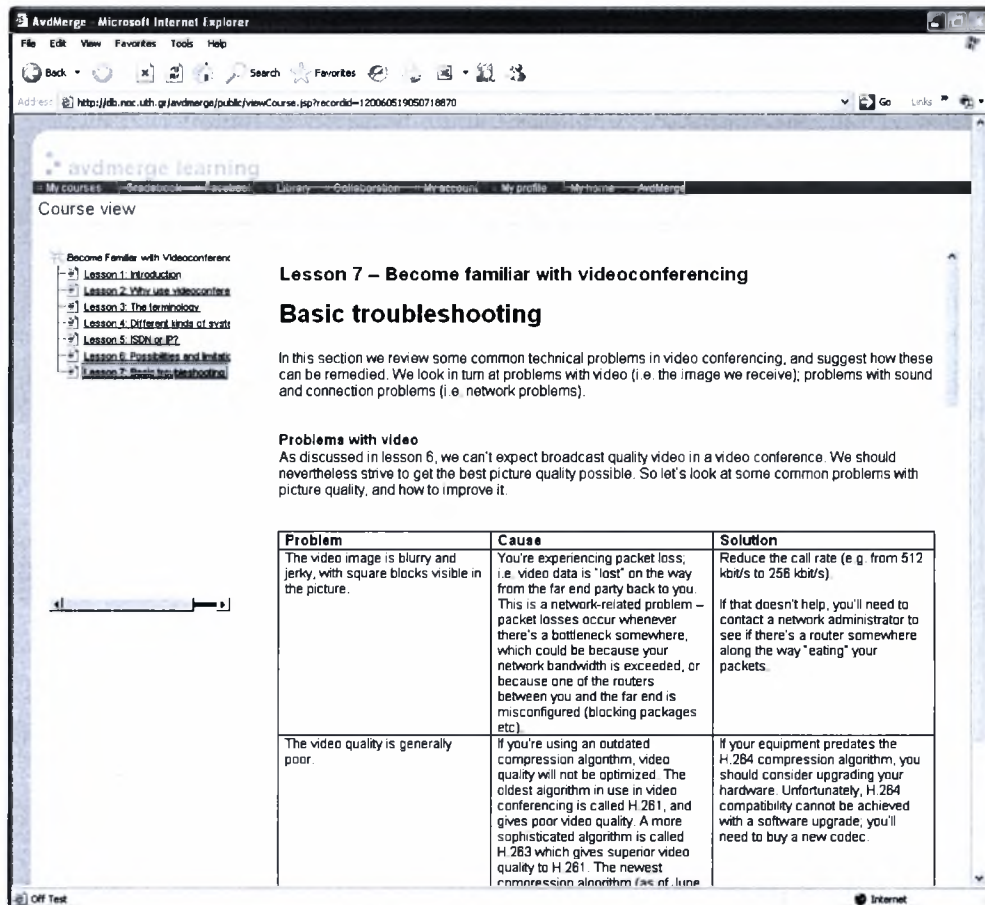 AvdMerge - Microsoft Internet Explorer
File Edit View Favorites Tools Help
Back Search Favorites
Address http://db.noc.uth.gr/avdmerge/public/viewCourse.jsp?recordid=120060519050718870 Go Links
avdmerge learning
My courses Gradebook Library Collaboration My account My profile My home AvdMerge
Course view
Become Familiar with Videoconferenc
Lesson 1: Introduction
Lesson 2: Why use videoconfere
Lesson 3: The terminology
Lesson 4: Different kinds of syste
Lesson 5: ISDN or IP?
Lesson 6: Possibilities and limitatic
Lesson 7: Basic troubleshooting
Lesson 7 – Become familiar with videoconferencing
Basic troubleshooting
In this section we review some common technical problems in video conferencing, and suggest how these
can be remedied. We look in turn at problems with video (i.e. the image we receive); problems with sound
and connection problems (i.e. network problems).
Problems with video
As discussed in lesson 6, we can't expect broadcast quality video in a video conference. We should
nevertheless strive to get the best picture quality possible. So let's look at some common problems with
picture quality, and how to improve it.
Problem
Cause
Solution
The video image is blurry and
jerky, with square blocks visible in
the picture.
You're experiencing packet loss;
i.e. video data is "lost" on the way
from the far end party back to you.
This is a network-related problem –
packet losses occur whenever
there's a bottleneck somewhere,
which could be because your
network bandwidth is exceeded, or
because one of the routers
between you and the far end is
misconfigured (blocking packages
etc).
Reduce the call rate (e.g. from 512
kbit/s to 256 kbit/s)
If that doesn't help, you'll need to
contact a network administrator to
see if there's a router somewhere
along the way "eating" your
packets.
The video quality is generally
poor.
If you're using an outdated
compression algorithm, video
quality will not be optimized. The
oldest algorithm in use in video
conferencing is called H.261, and
gives poor video quality. A more
sophisticated algorithm is called
H.263 which gives superior video
quality to H.261. The newest
compression algorithm (as of June
If your equipment predates the
H.264 compression algorithm, you
should consider upgrading your
hardware. Unfortunately, H.264
compatibility cannot be achieved
with a software upgrade; you'll
need to buy a new codec.
Off Test
Internet